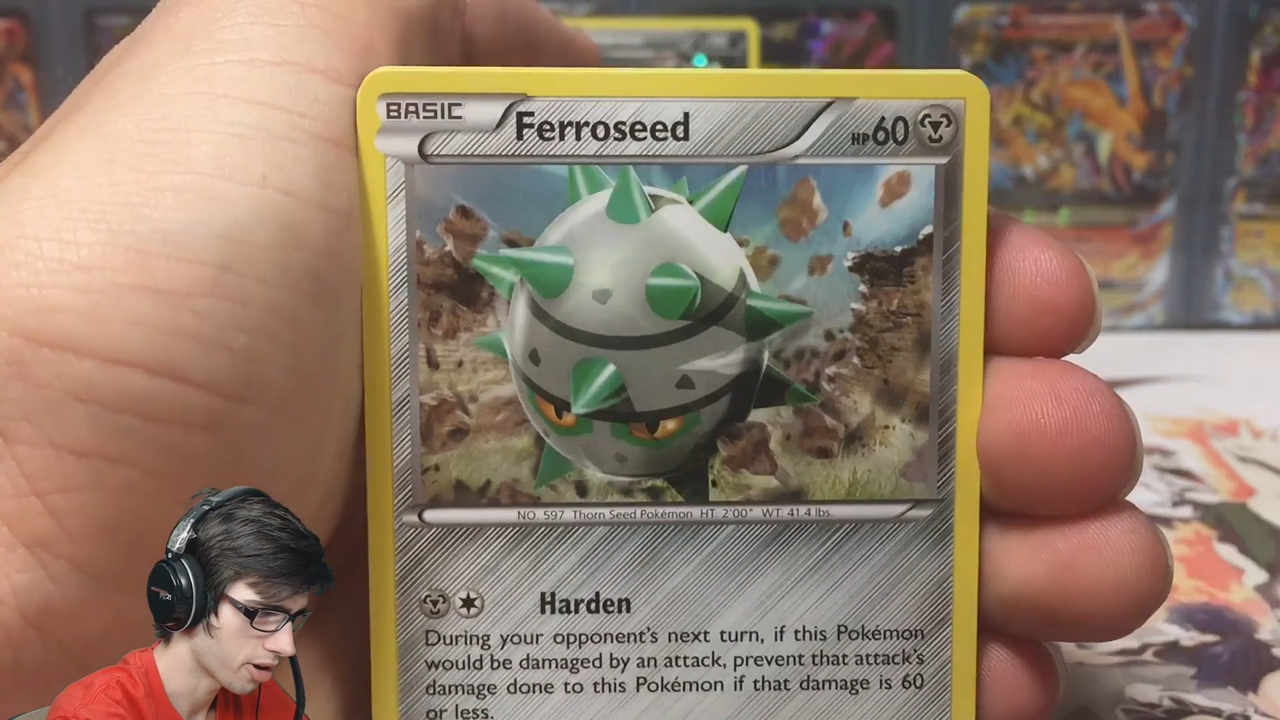 BASIC Ferroseed HP60
NO. 597 Thorn Seed Pokémon HT: 2'00" WT: 41.4 lbs.
Harden
During your opponent's next turn, if this Pokémon
would be damaged by an attack, prevent that attack's
damage done to this Pokémon if that damage is 60
or less.